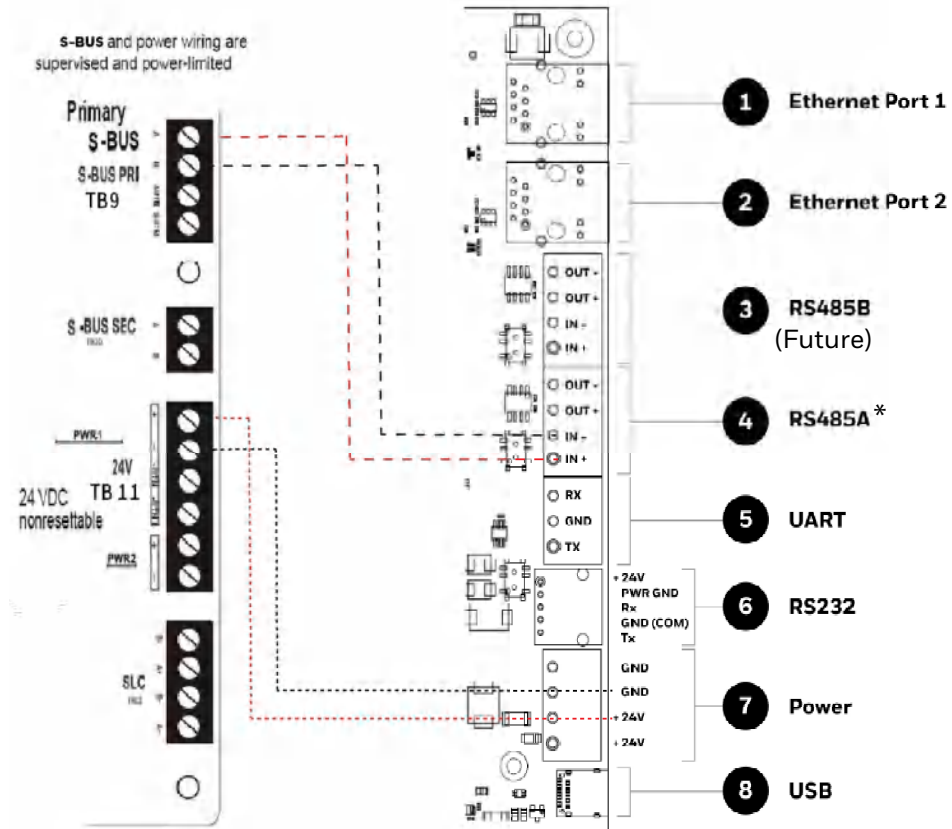 S-BUS and power wiring are
supervised and power-limited
Primary
S-BUS
S-BUS PRI
TB9
S-BUS SEC
PWR1
24V
TB 11
24 VDC
nonresettable
PWR2
SLC
1 Ethernet Port 1
2 Ethernet Port 2
OUT -
OUT +
IN -
IN +
3 RS485B
(Future)
OUT -
OUT +
IN -
IN +
4 RS485A*
RX
GND
TX
5 UART
+ 24V
PWR GND
Rx
GND (COM)
Tx
6 RS232
GND
GND
+ 24V
+ 24V
7 Power
8 USB